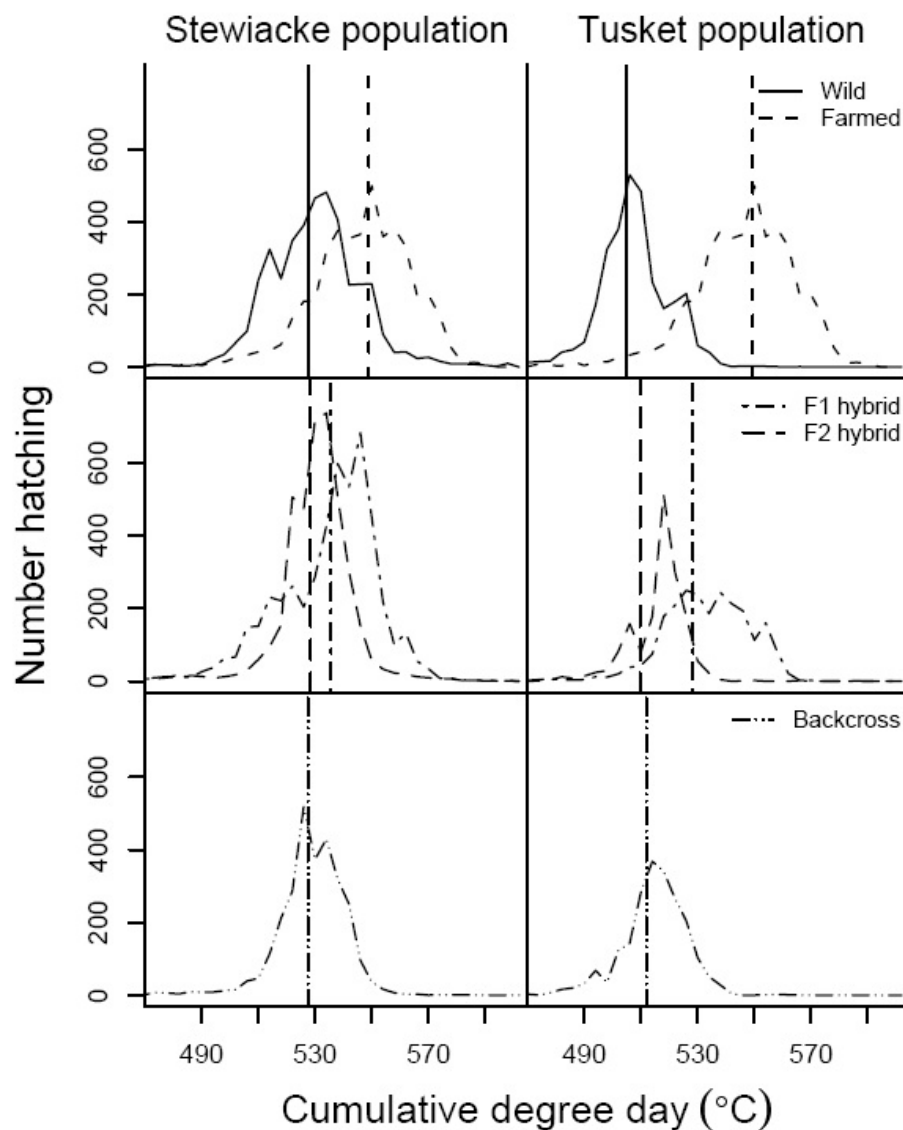 Stewiacke population
Tusket population
Wild
Farmed
600
400
200
0
F1 hybrid
F2 hybrid
600
400
200
0
Number hatching
Backcross
600
400
200
0
490 530 570 490 530 570
Cumulative degree day (°C)